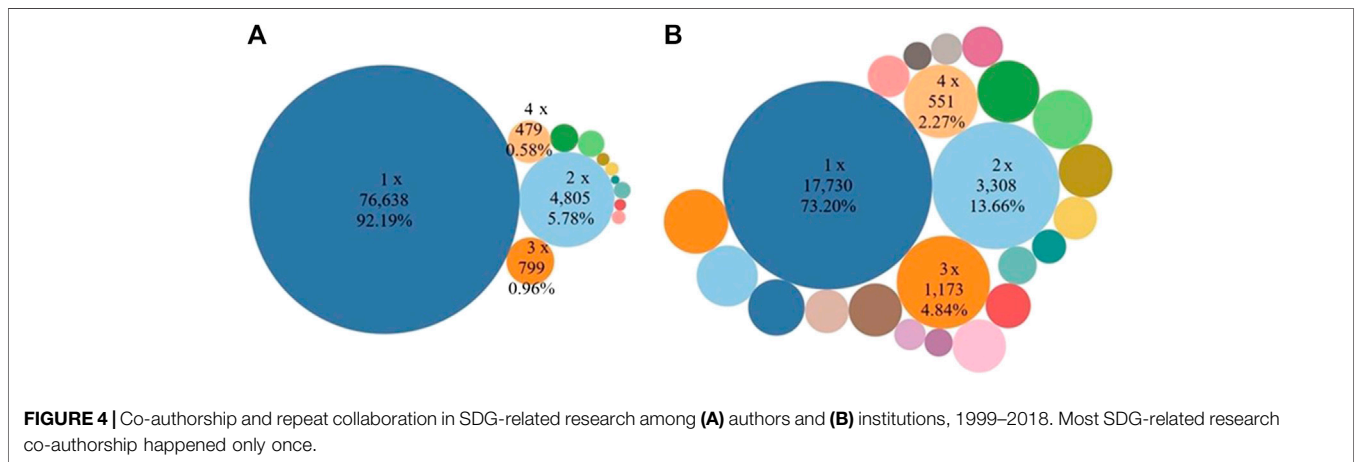 A
B
1 x
76,638
92.19%
4 x
479
0.58%
2 x
4,805
5.78%
3 x
799
0.96%
1 x
17,730
73.20%
4 x
551
2.27%
2 x
3,308
13.66%
3 x
1,173
4.84%
FIGURE 4 | Co-authorship and repeat collaboration in SDG-related research among (A) authors and (B) institutions, 1999–2018. Most SDG-related research
co-authorship happened only once.